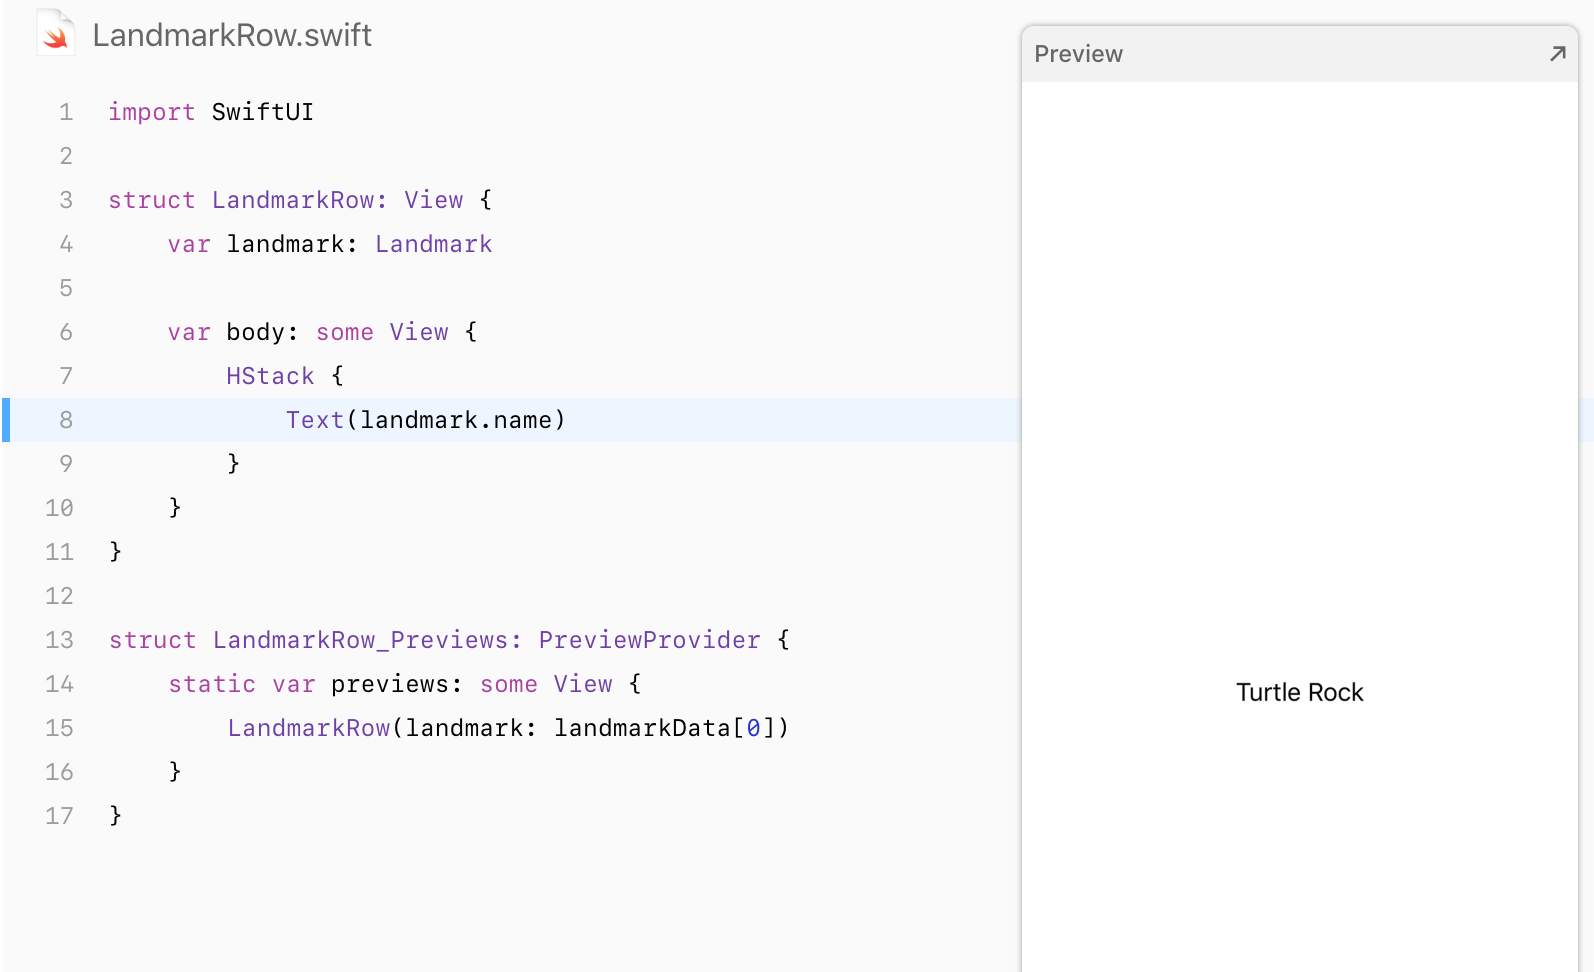 LandmarkRow.swift
Preview
1 import SwiftUI
2
3 struct LandmarkRow: View {
4     var landmark: Landmark
5
6     var body: some View {
7         HStack {
8             Text(landmark.name)
9         }
10     }
11 }
12
13 struct LandmarkRow_Previews: PreviewProvider {
14     static var previews: some View {
15         LandmarkRow(landmark: landmarkData[0])
16     }
17 }
Turtle Rock